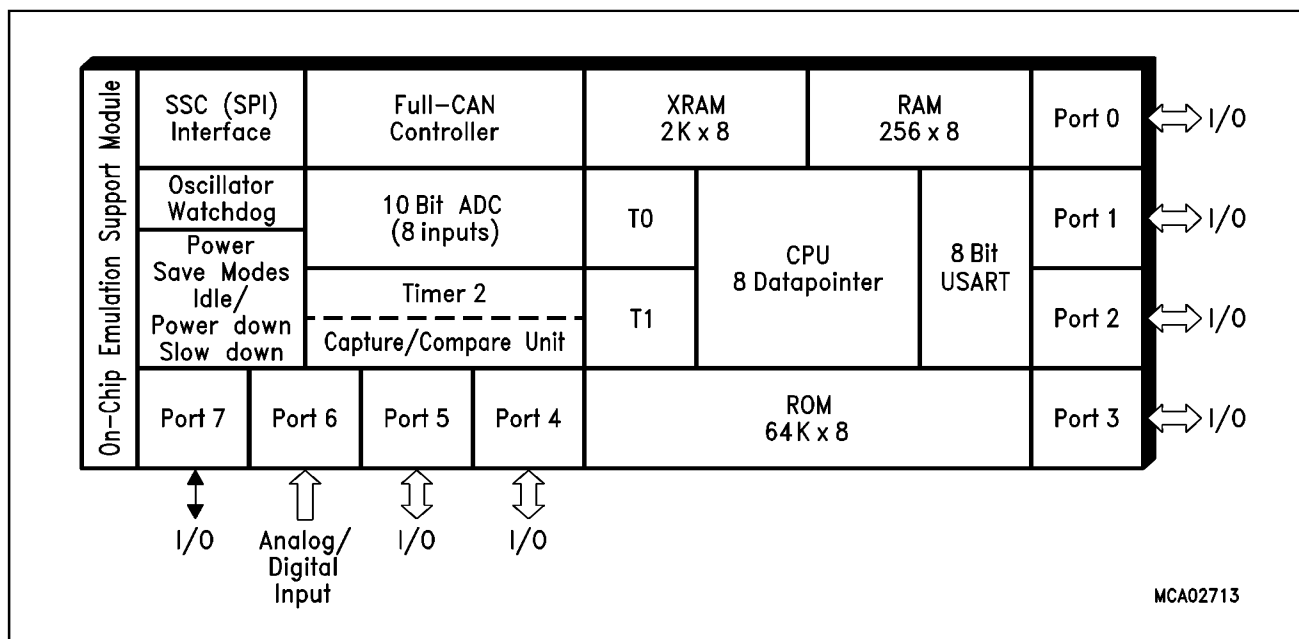 On-Chip Emulation Support Module
SSC (SPI)
Interface
Full-CAN
Controller
XRAM
2K x 8
RAM
256 x 8
Port 0
I/O
Oscillator
Watchdog
10 Bit ADC
(8 inputs)
T0
CPU
8 Datapointer
8 Bit
USART
Port 1
I/O
Power
Save Modes
Idle/
Power down
Slow down
Timer 2
Capture/Compare Unit
T1
Port 2
I/O
Port 7
Port 6
Port 5
Port 4
ROM
64K x 8
Port 3
I/O
I/O
Analog/
Digital
Input
I/O
I/O
MCA02713